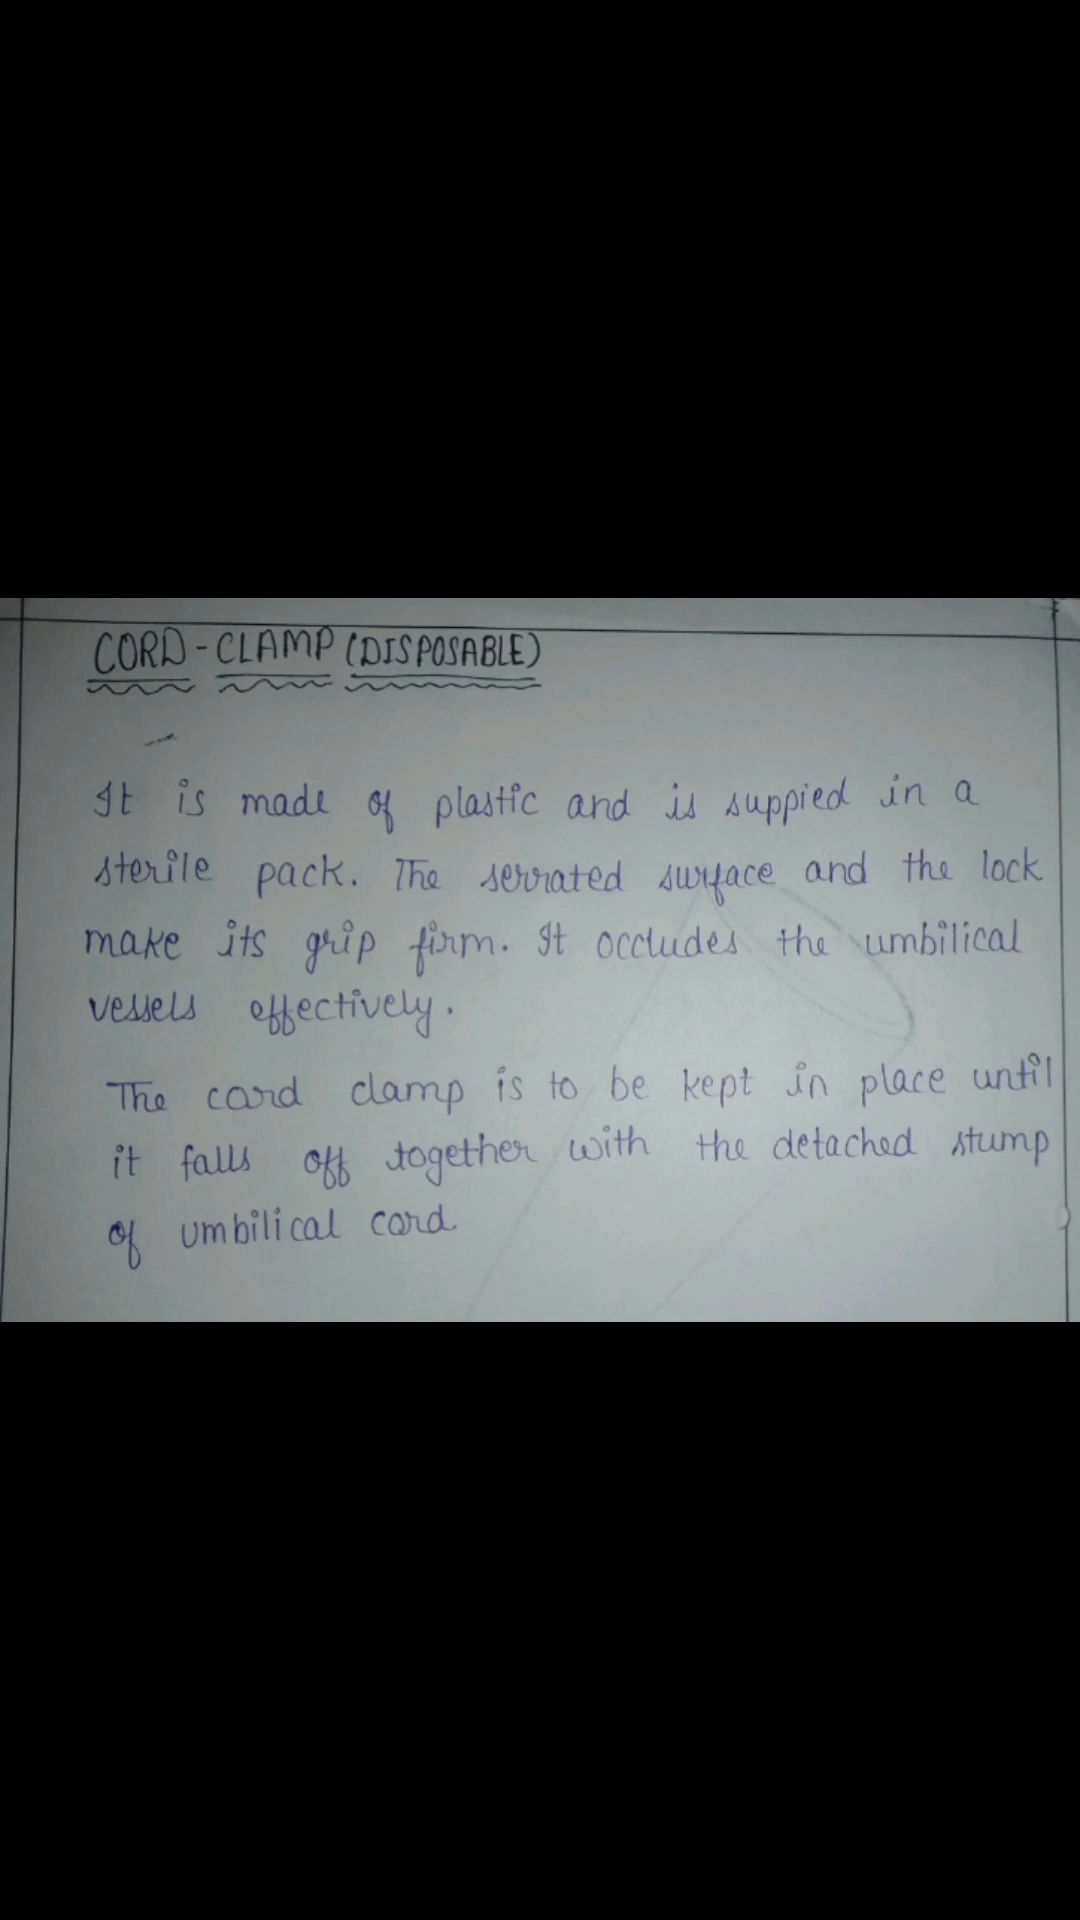 CORD-CLAMP (DISPOSABLE)
It is made of plastic and is suppied in a
sterile pack. The serrated surface and the lock
make its grip firm. It occludes the umbilical
vessels effectively.
The cord clamp is to be kept in place until
it falls off together with the detached stump
of umbilical cord